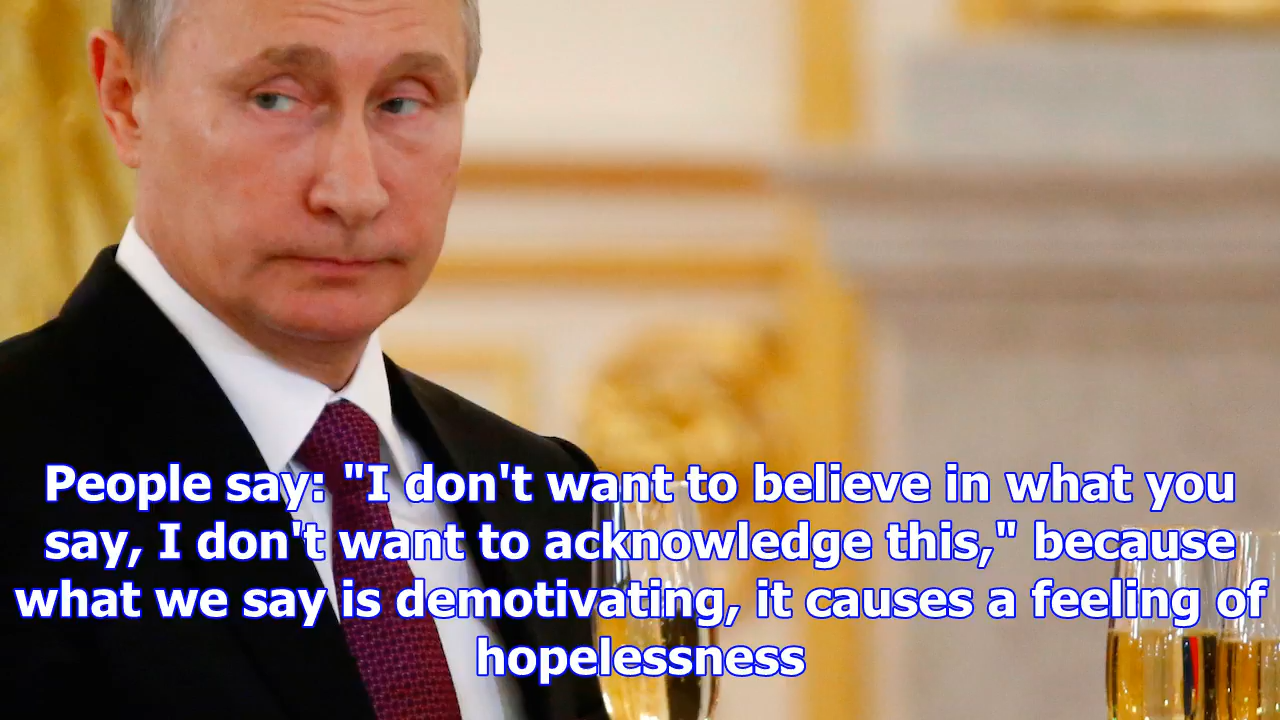 People say: "I don't want to believe in what you
say, I don't want to acknowledge this," because
what we say is demotivating, it causes a feeling of
hopelessness